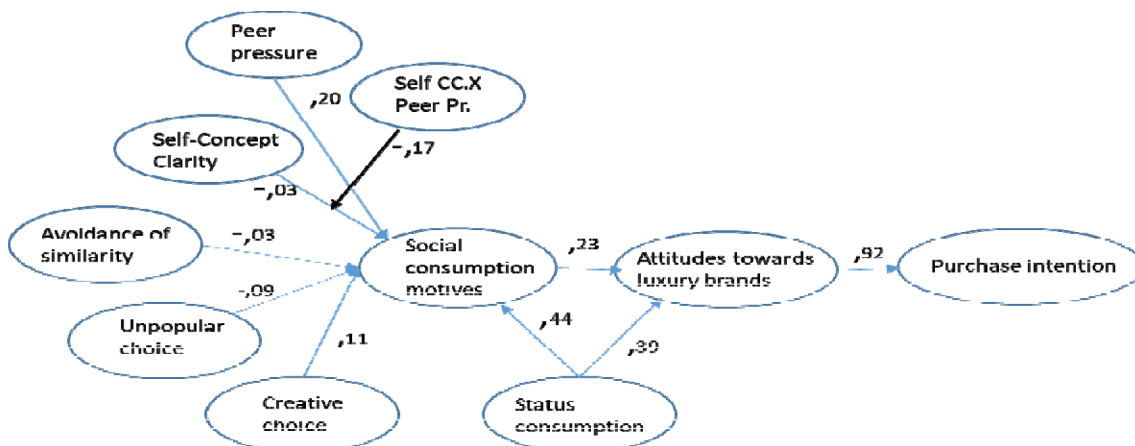 Peer
pressure
Self CC.X
Peer Pr.
,20
-,17
Self-Concept
Clarity
-,03
Avoidance of
similarity
-,03
Social
consumption
motives
,23
Attitudes towards
luxury brands
,92
Purchase intention
-,09
Unpopular
choice
,11
,44
,39
Creative
choice
Status
consumption